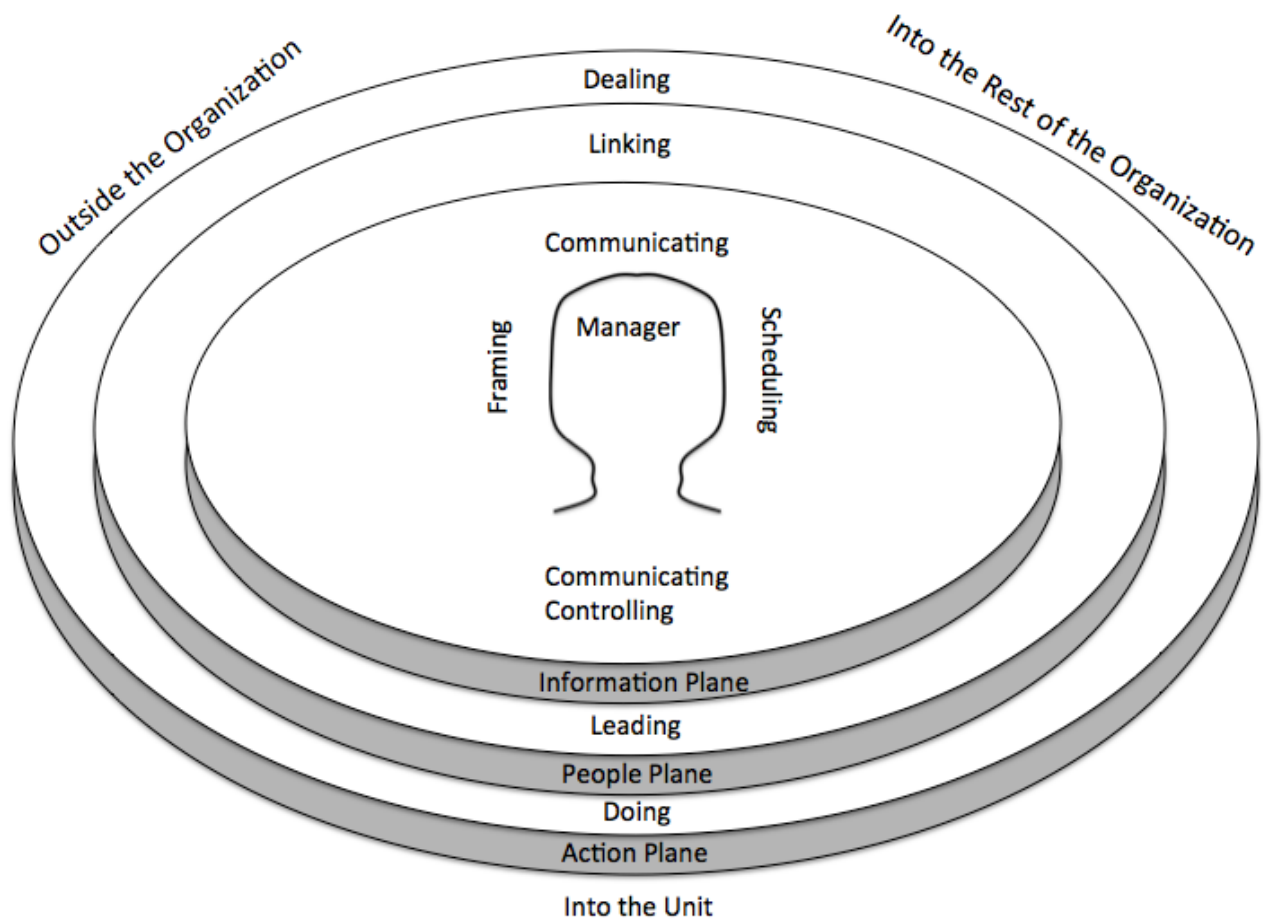 Outside the Organization
Into the Rest of the Organization
Dealing
Linking
Communicating
Manager
Framing
Scheduling
Communicating
Controlling
Information Plane
Leading
People Plane
Doing
Action Plane
Into the Unit